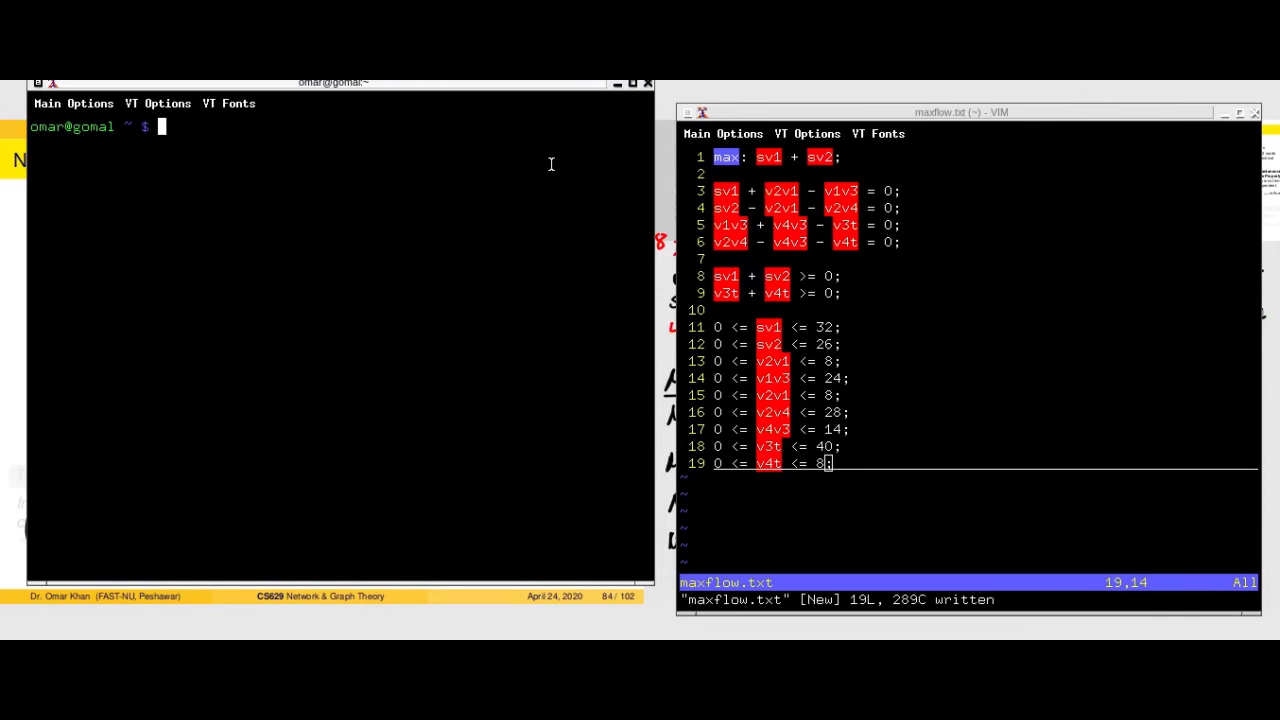 omar@gomal:~
Main Options VT Options VT Fonts
omar@gomal ~ $
maxflow.txt (~) - VIM
Main Options VT Options VT Fonts
1 max: sv1 + sv2;
2
3 sv1 + v2v1 - v1v3 = 0;
4 sv2 - v2v1 - v2v4 = 0;
5 v1v3 + v4v3 - v3t = 0;
6 v2v4 - v4v3 - v4t = 0;
7
8 sv1 + sv2 >= 0;
9 v3t + v4t >= 0;
10
11 0 <= sv1 <= 32;
12 0 <= sv2 <= 26;
13 0 <= v2v1 <= 8;
14 0 <= v1v3 <= 24;
15 0 <= v2v1 <= 8;
16 0 <= v2v4 <= 28;
17 0 <= v4v3 <= 14;
18 0 <= v3t <= 40;
19 0 <= v4t <= 8;
~
~
~
~
~
~
maxflow.txt 19,14 All
"maxflow.txt" [New] 19L, 289C written
N
8
Dr. Omar Khan (FAST-NU, Peshawar) CS629 Network & Graph Theory April 24, 2020 84 / 102